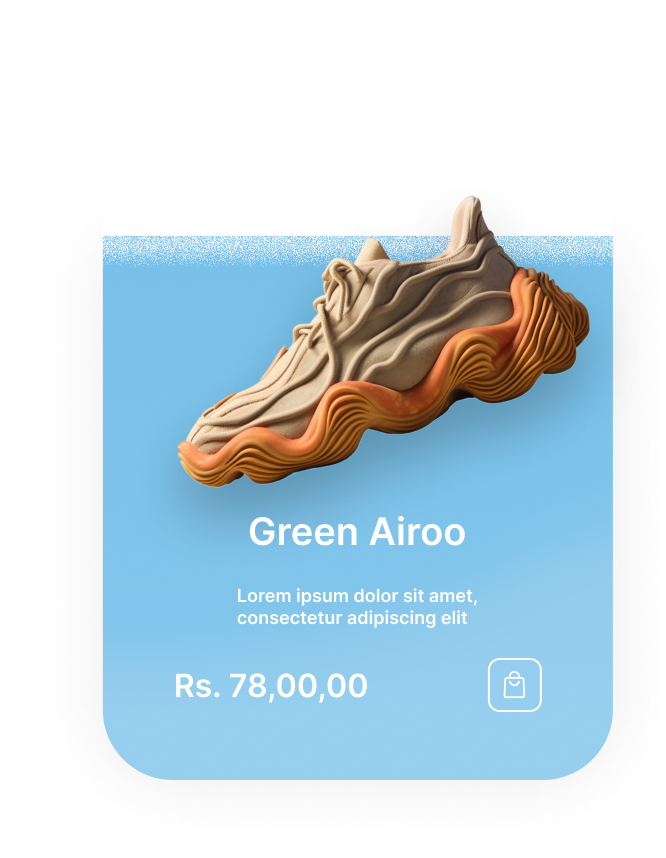 Green Airoo
Lorem ipsum dolor sit amet,
consectetur adipiscing elit
Rs. 78,00,00